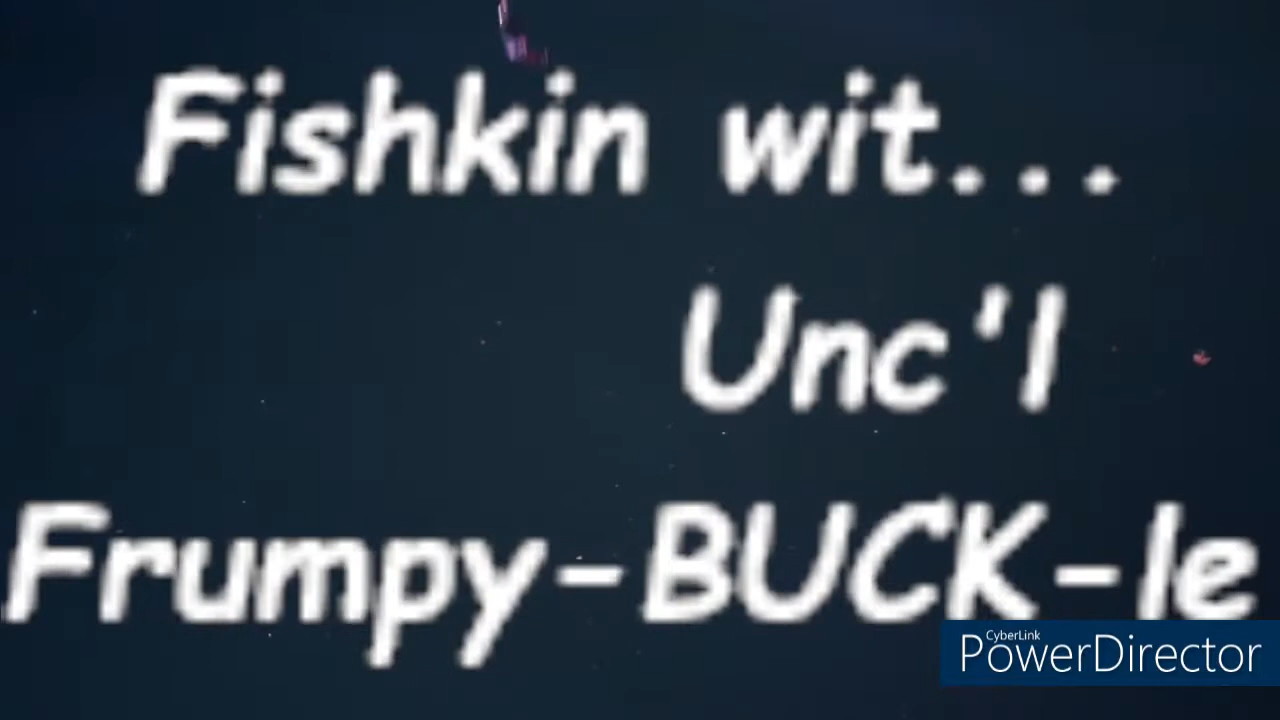 Fishkin wit...
Unc'l
Frumpy-BUCK-le
CyberLink
PowerDirector